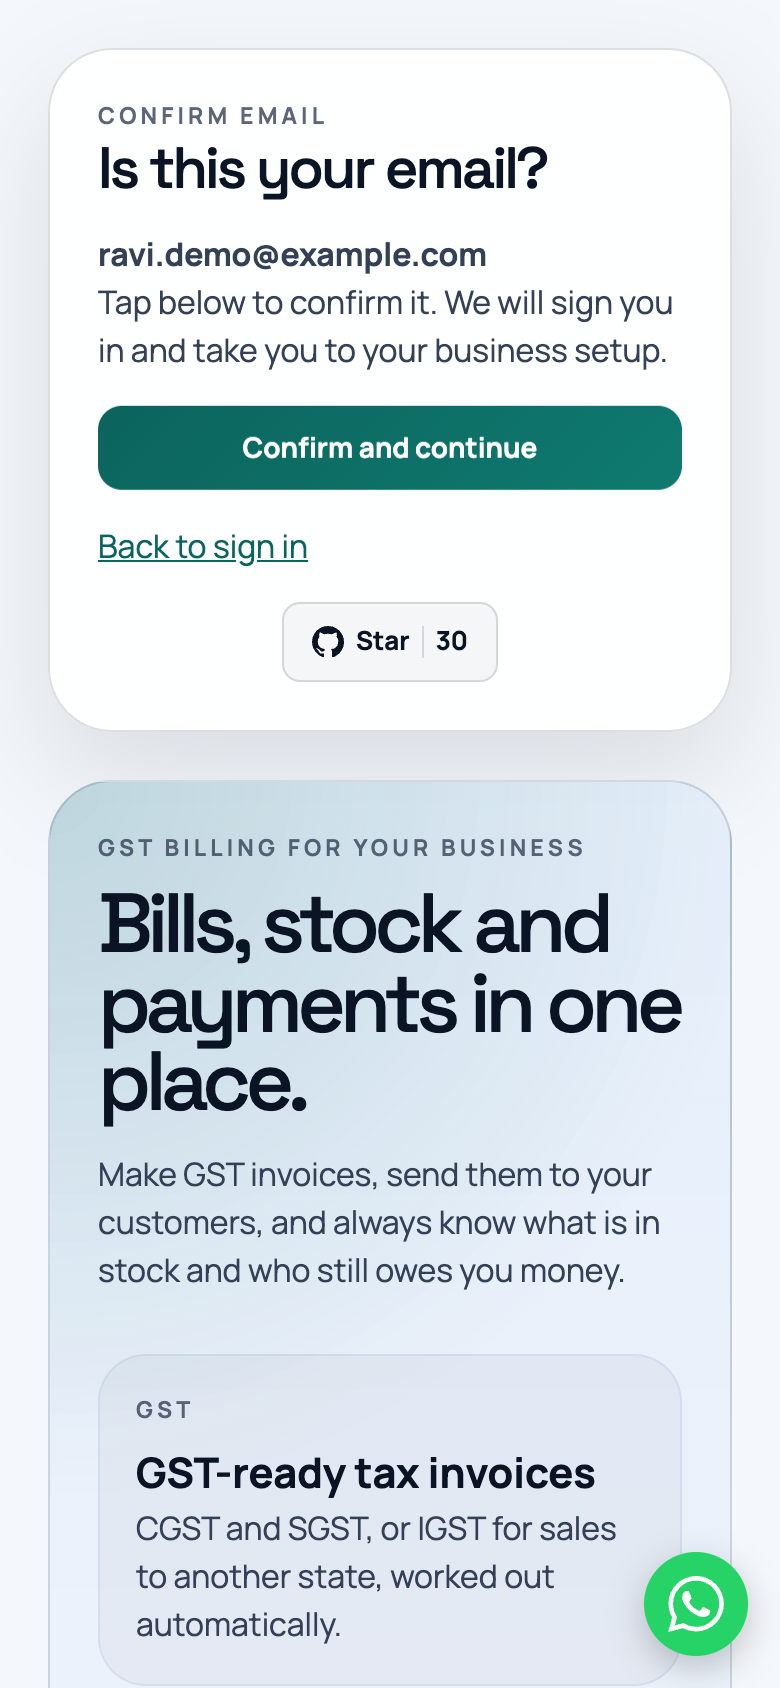 CONFIRM EMAIL
Is this your email?
ravi.demo@example.com
Tap below to confirm it. We will sign you
in and take you to your business setup.
Confirm and continue
Back to sign in
Star 30
GST BILLING FOR YOUR BUSINESS
Bills, stock and
payments in one
place.
Make GST invoices, send them to your
customers, and always know what is in
stock and who still owes you money.
GST
GST-ready tax invoices
CGST and SGST, or IGST for sales
to another state, worked out
automatically.